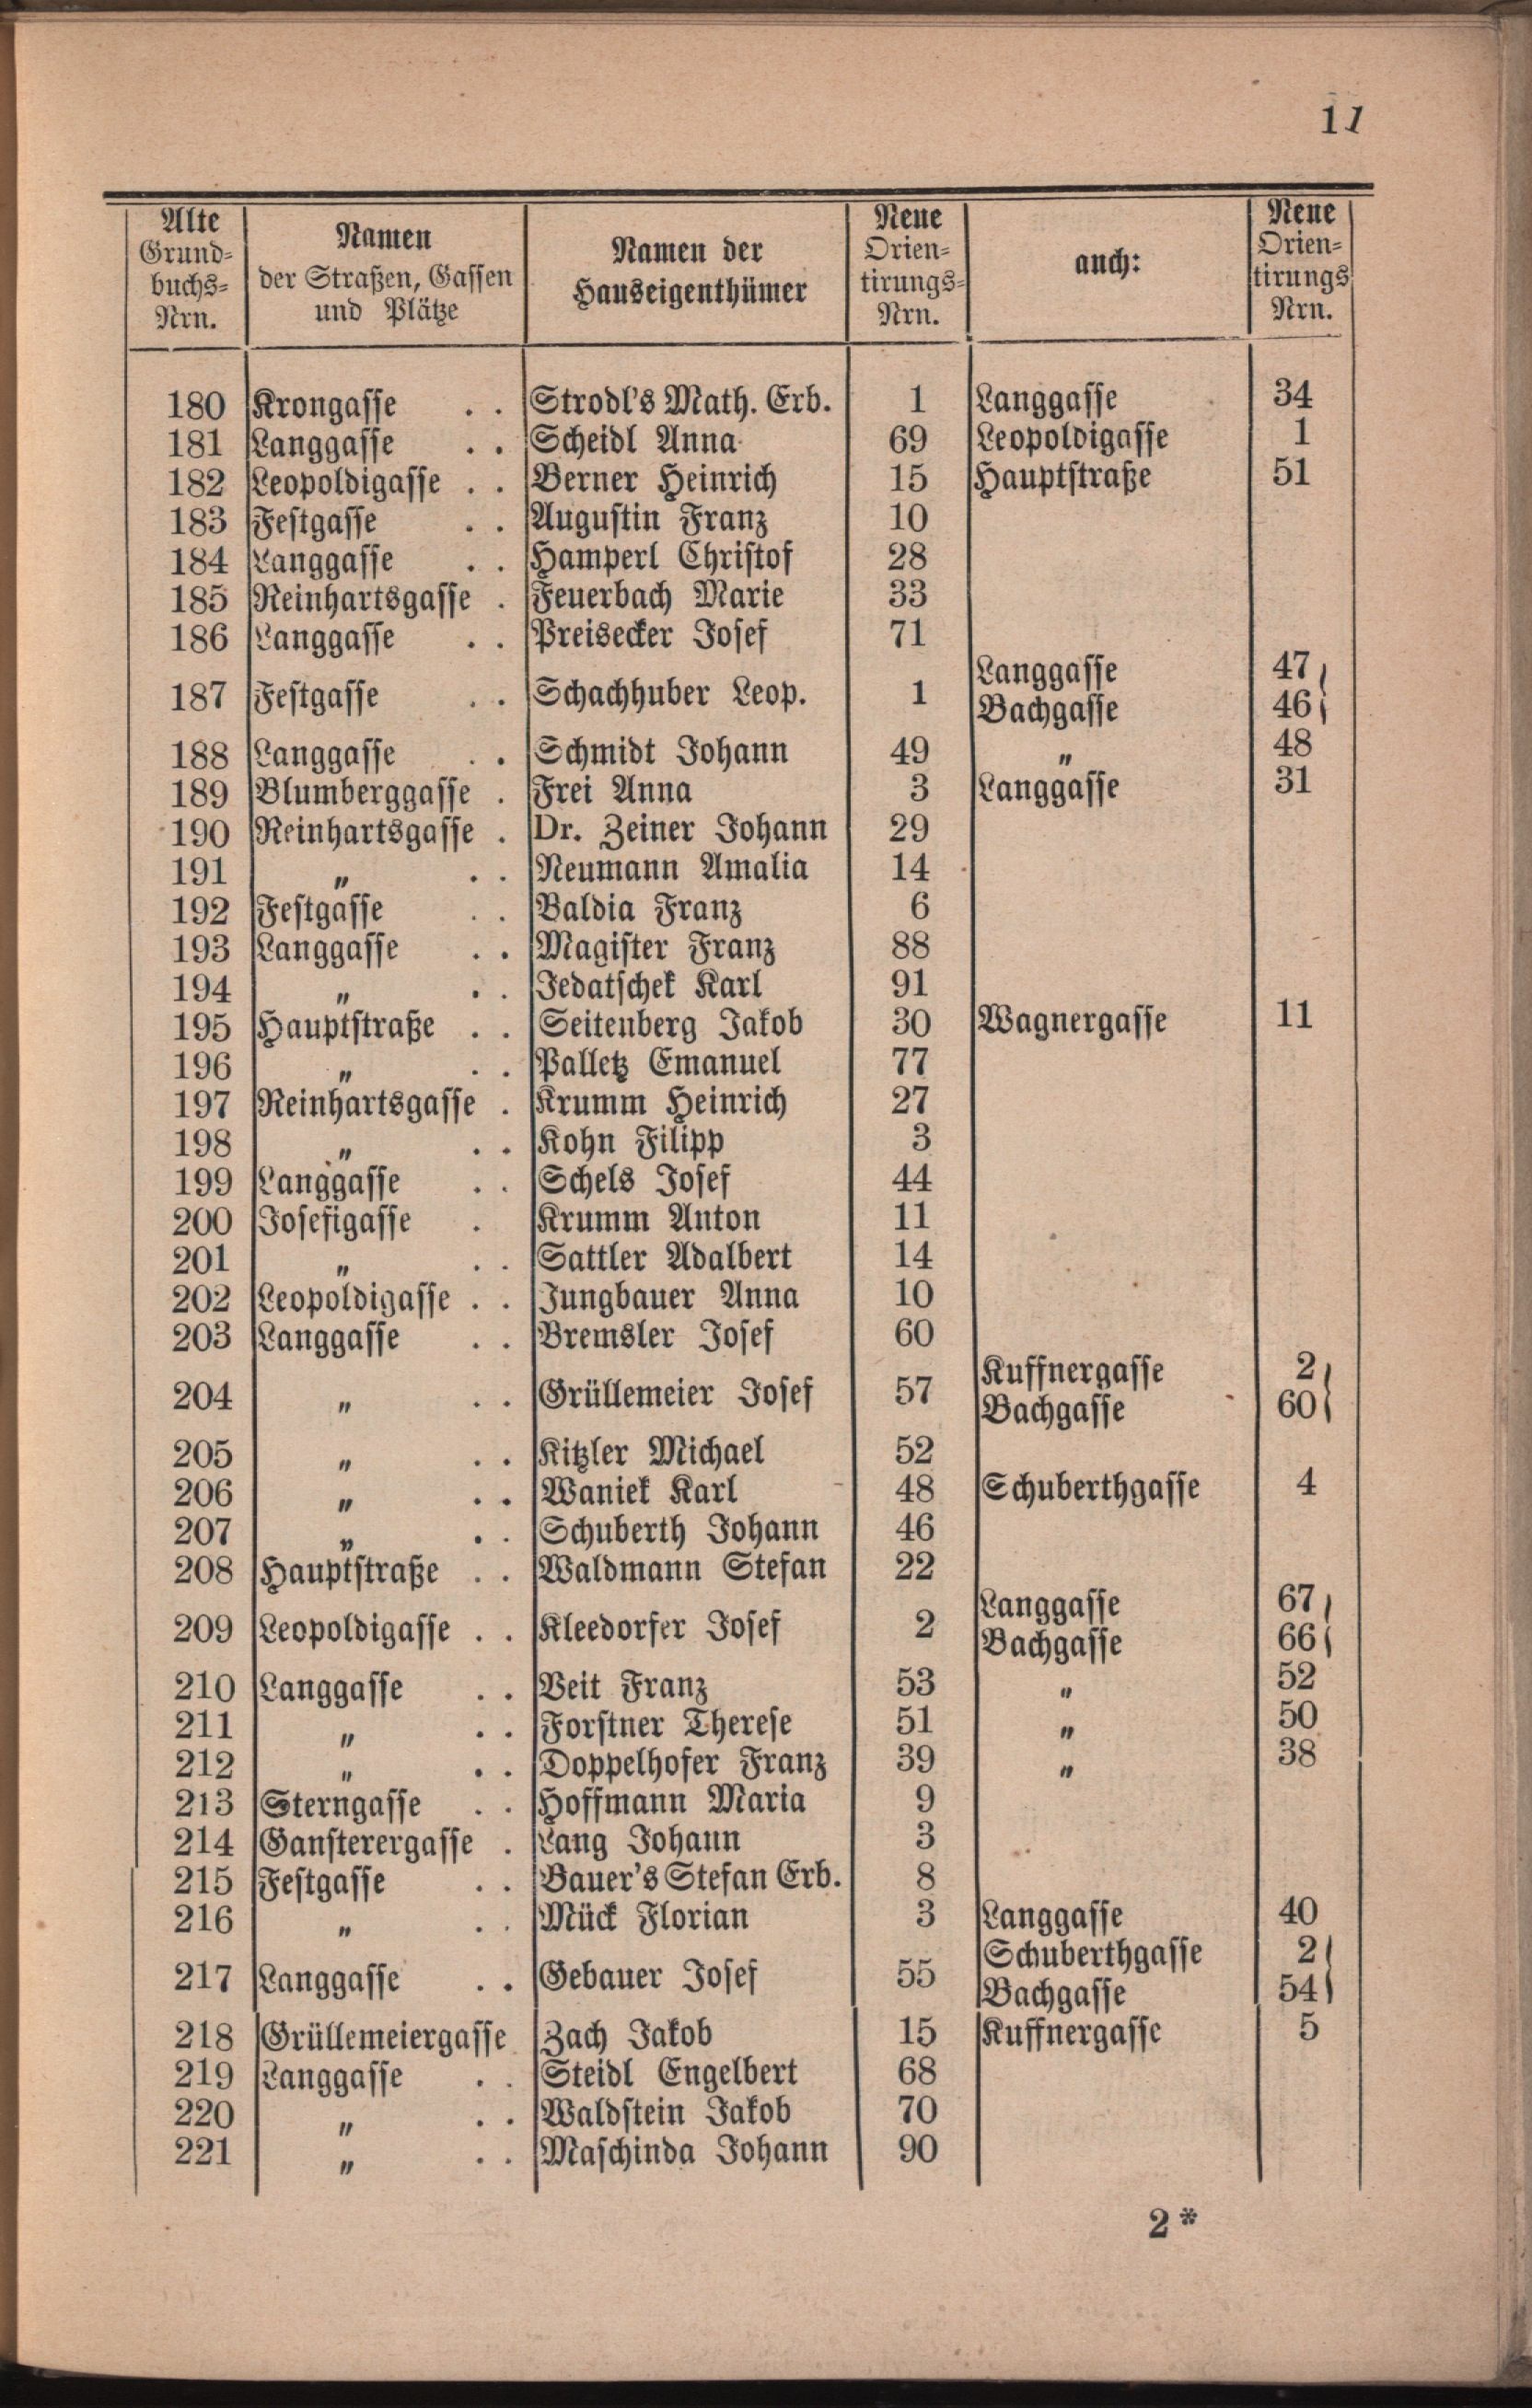 11
Alte Grund-buchs-Nrn. | Namen der Straßen, Gassen und Plätze | Namen der Hauseigenthümer | Neue Orien-tirungs-Nrn. | auch: | Neue Orien-tirungs Nrn.
180 Krongasse . . Strodl's Math. Erb. 1 Langgasse 34
181 Langgasse . . Scheidl Anna 69 Leopoldigasse 1
182 Leopoldigasse . . Berner Heinrich 15 Hauptstraße 51
183 Festgasse . . Augustin Franz 10
184 Langgasse . . Hamperl Christof 28
185 Reinhartsgasse . Feuerbach Marie 33
186 Langgasse . . Preisecker Josef 71
187 Festgasse . . Schachhuber Leop. 1 Langgasse 47
Bachgasse 46
188 Langgasse . . Schmidt Johann 49 " 48
189 Blumberggasse . Frei Anna 3 Langgasse 31
190 Reinhartsgasse . Dr. Zeiner Johann 29
191 " . . Neumann Amalia 14
192 Festgasse . . Baldia Franz 6
193 Langgasse . . Magister Franz 88
194 " . . Jedatschek Karl 91
195 Hauptstraße . . Seitenberg Jakob 30 Wagnergasse 11
196 " . . Palletz Emanuel 77
197 Reinhartsgasse . Krumm Heinrich 27
198 " . . Kohn Filipp 3
199 Langgasse . . Schels Josef 44
200 Josefigasse . Krumm Anton 11
201 " . . Sattler Adalbert 14
202 Leopoldigasse . . Jungbauer Anna 10
203 Langgasse . . Bremsler Josef 60
204 " . . Grüllemeier Josef 57 Kuffnergasse 2
Bachgasse 60
205 " . . Kitzler Michael 52
206 " . . Waniek Karl 48 Schuberthgasse 4
207 " . . Schuberth Johann 46
208 Hauptstraße . . Waldmann Stefan 22
209 Leopoldigasse . . Kleedorfer Josef 2 Langgasse 67
Bachgasse 66
210 Langgasse . . Veit Franz 53 " 52
211 " . . Forstner Therese 51 " 50
212 " . . Doppelhofer Franz 39 " 38
213 Sterngasse . . Hoffmann Maria 9
214 Gansterergasse . Lang Johann 3
215 Festgasse . . Bauer's Stefan Erb. 8
216 " . . Mück Florian 3 Langgasse 40
217 Langgasse . . Gebauer Josef 55 Schuberthgasse 2
Bachgasse 54
218 Grüllemeiergasse Zach Jakob 15 Kuffnergasse 5
219 Langgasse . . Steidl Engelbert 68
220 " . . Waldstein Jakob 70
221 " . . Maschinda Johann 90
2*